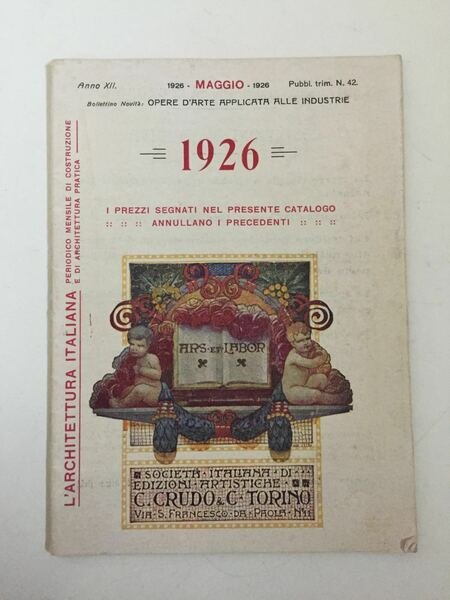 Anno XII. 1926 - MAGGIO - 1926 Pubbl. trim. N. 42.
Bollettino Novità: OPERE D'ARTE APPLICATA ALLE INDUSTRIE
1926
I PREZZI SEGNATI NEL PRESENTE CATALOGO
:: :: :: ANNULLANO I PRECEDENTI :: :: ::
L'ARCHITETTURA ITALIANA
PERIODICO MENSILE DI COSTRUZIONE
E DI ARCHITETTURA PRATICA
ARS·ET·LABOR
SOCIETÀ·ITALIANA·DI
EDIZIONI·ARTISTICHE
C. CRUDO & C. TORINO
VIA·S. FRANCESCO·DA·PAOLA·